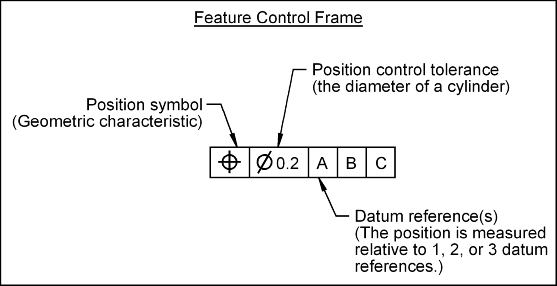 Feature Control Frame
Position control tolerance
(the diameter of a cylinder)
Position symbol
(Geometric characteristic)
⌖ ⌀ 0.2 A B C
Datum reference(s)
(The position is measured
relative to 1, 2, or 3 datum
references.)